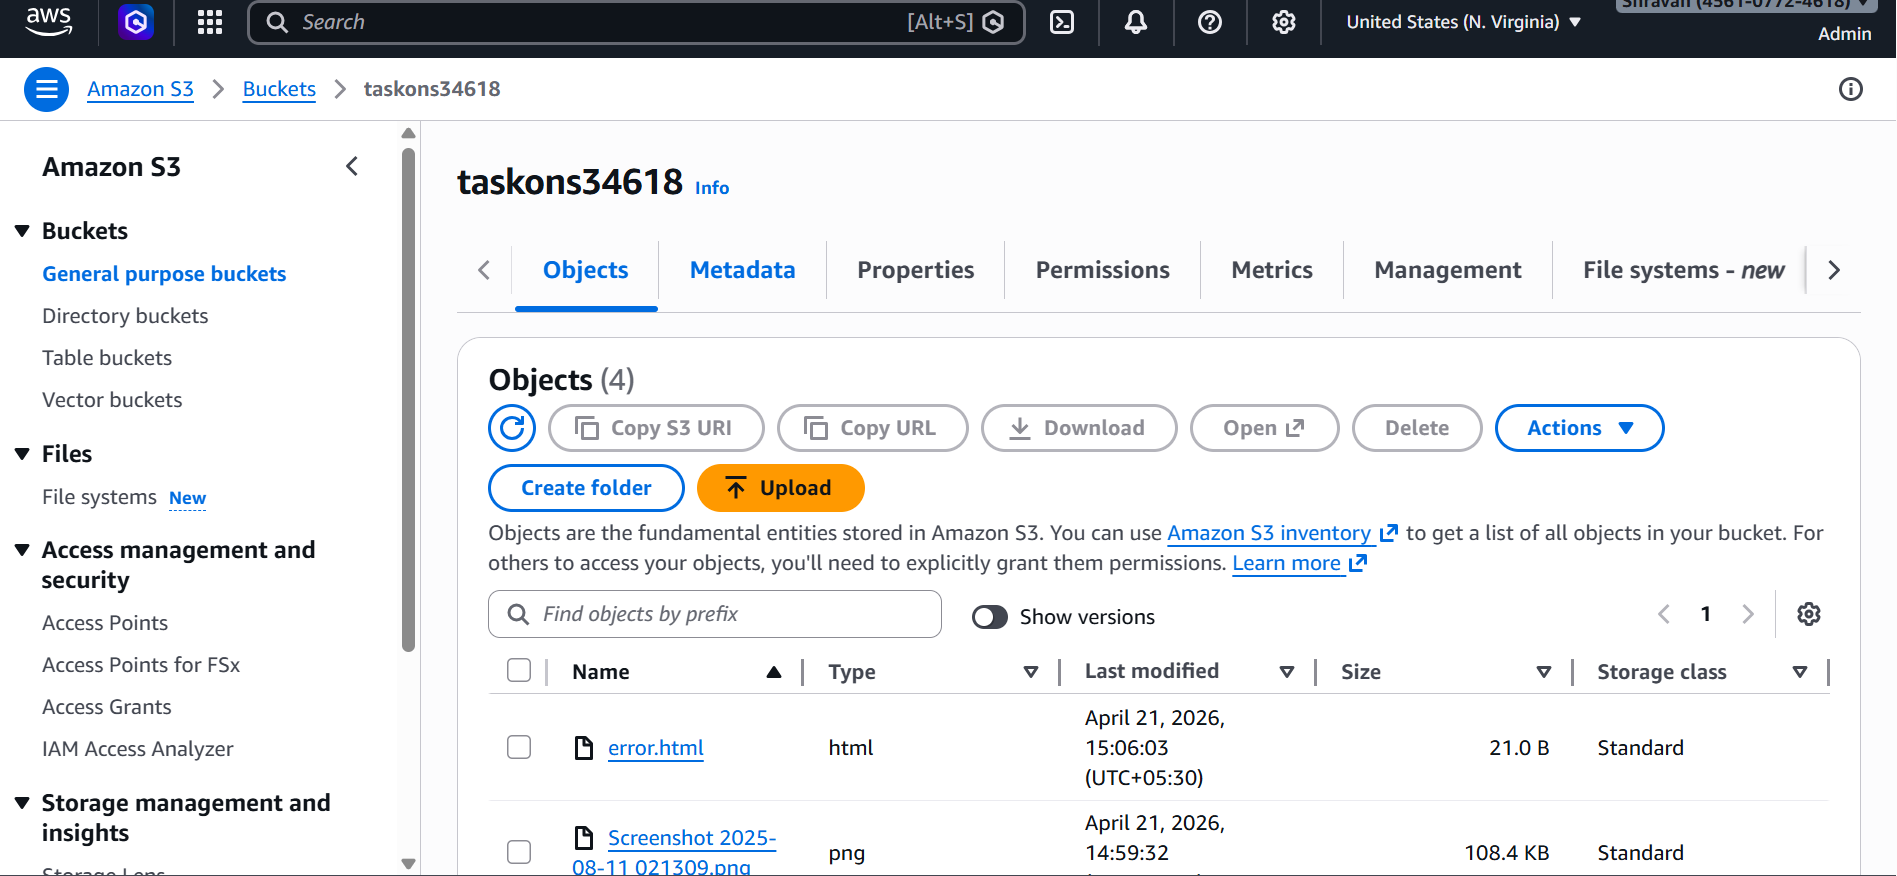 aws
Search
[Alt+S]
United States (N. Virginia)
Shravan (4561-0772-4618)
Admin
Amazon S3
Buckets
taskons34618
Amazon S3
Buckets
General purpose buckets
Directory buckets
Table buckets
Vector buckets
Files
File systems New
Access management and
security
Access Points
Access Points for FSx
Access Grants
IAM Access Analyzer
Storage management and
insights
Storage Lens
taskons34618 Info
Objects
Metadata
Properties
Permissions
Metrics
Management
File systems - new
Objects (4)
Copy S3 URI
Copy URL
Download
Open
Delete
Actions
Create folder
Upload
Objects are the fundamental entities stored in Amazon S3. You can use Amazon S3 inventory to get a list of all objects in your bucket. For
others to access your objects, you'll need to explicitly grant them permissions. Learn more
Find objects by prefix
Show versions
1
Name
Type
Last modified
Size
Storage class
error.html
html
April 21, 2026,
15:06:03
(UTC+05:30)
21.0 B
Standard
Screenshot 2025-
08-11 021309.png
png
April 21, 2026,
14:59:32
108.4 KB
Standard